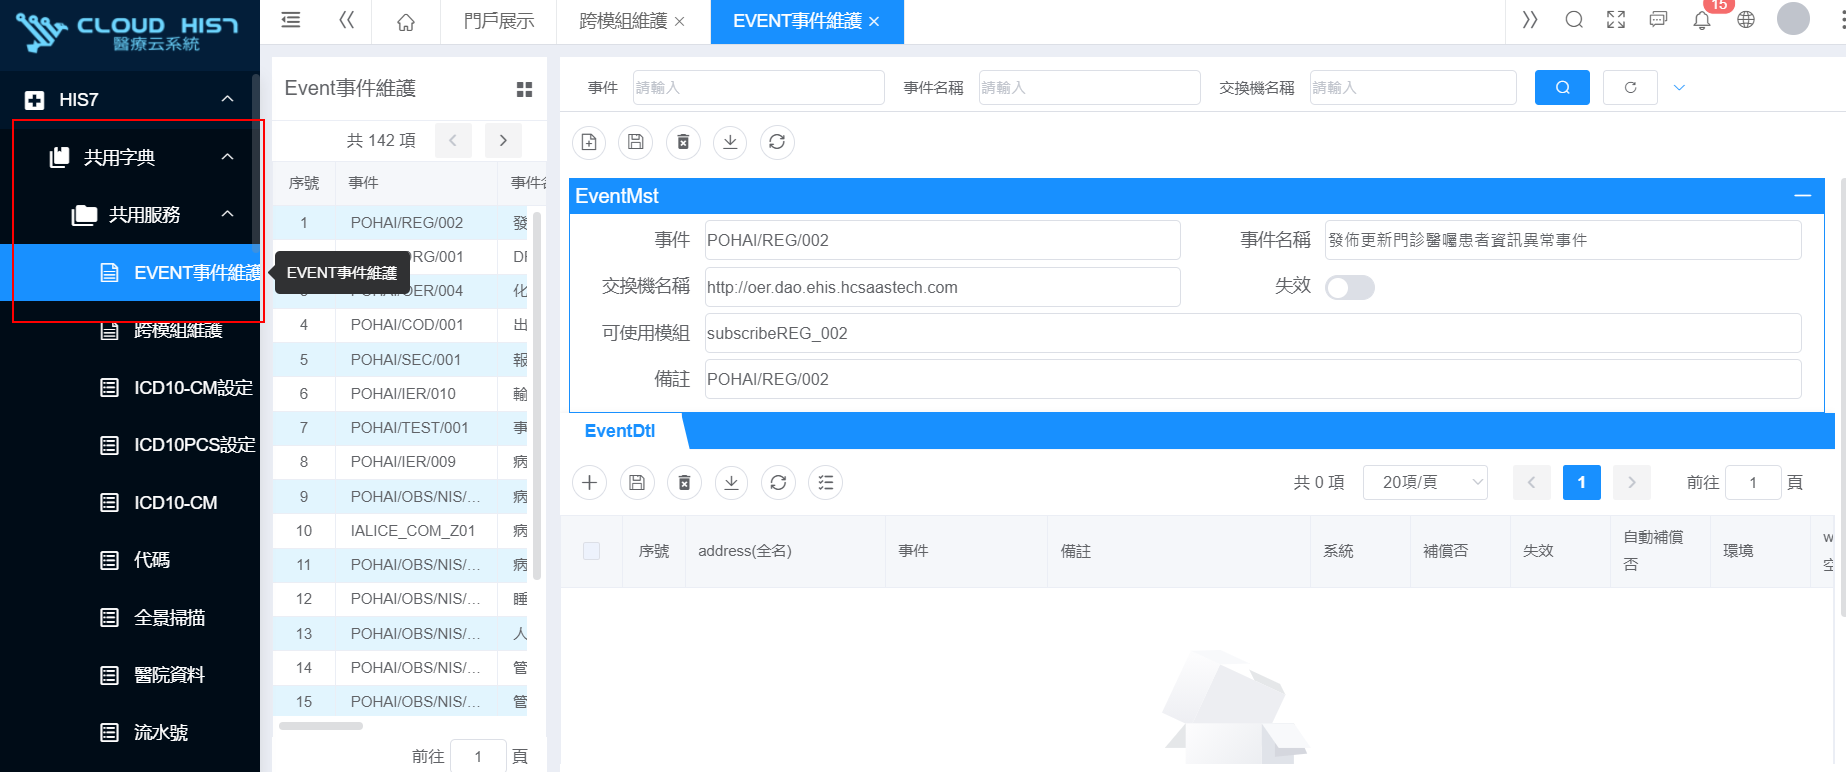 CLOUD HIS7
醫療云系統
HIS7
共用字典
共用服務
EVENT事件維護
跨模組維護
ICD10-CM設定
ICD10PCS設定
ICD10-CM
代碼
全景掃描
醫院資料
流水號
門戶展示
跨模組維護
EVENT事件維護
15
Event事件維護
共 142 項
序號 事件 事件名
1 POHAI/REG/002 發
RG/001
ER/004 化
4 POHAI/COD/001 出
5 POHAI/SEC/001 報
6 POHAI/IER/010 輸
7 POHAI/TEST/001 事
8 POHAI/IER/009 病
9 POHAI/OBS/NIS/... 病
10 IALICE_COM_Z01 病
11 POHAI/OBS/NIS/... 病
12 POHAI/OBS/NIS/... 睡
13 POHAI/OBS/NIS/... 人
14 POHAI/OBS/NIS/... 管
15 POHAI/OBS/NIS/... 管
前往 1 頁
EVENT事件維護
事件 請輸入 事件名稱 請輸入 交換機名稱 請輸入
EventMst
事件 POHAI/REG/002 事件名稱 發佈更新門診醫囑患者資訊異常事件
交換機名稱 http://oer.dao.ehis.hcsaastech.com 失效
可使用模組 subscribeREG_002
備註 POHAI/REG/002
EventDtl
共 0 項 20項/頁 1 前往 1 頁
序號 address(全名) 事件 備註 系統 補償否 失效 自動補償否 環境